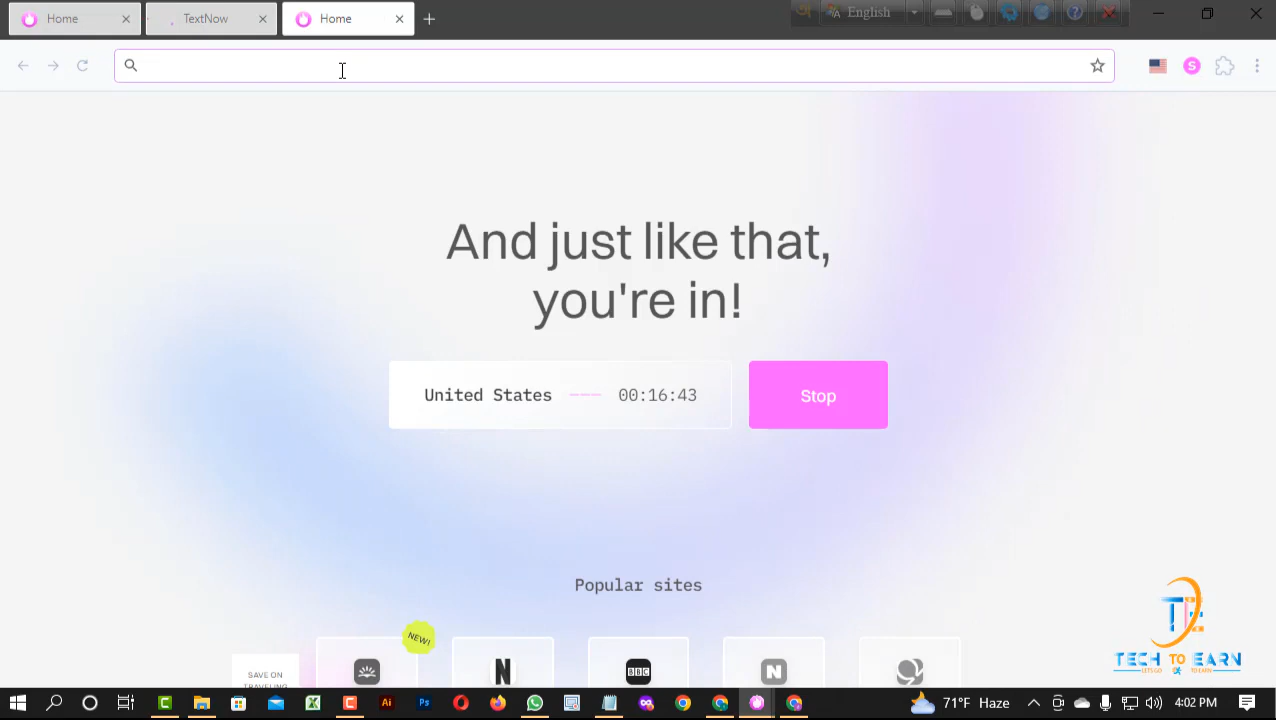 Home
TextNow
Home
English
S
And just like that,
you're in!
United States
00:16:43
Stop
Popular sites
NEW!
SAVE ON
TRAVELING
N
BBC
N
TE
TECH TO EARN
71°F Haze
4:02 PM